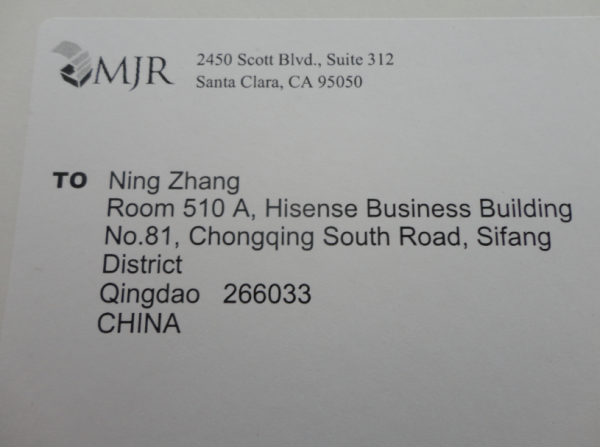 MJR
2450 Scott Blvd., Suite 312
Santa Clara, CA 95050
TO Ning Zhang
Room 510 A, Hisense Business Building
No.81, Chongqing South Road, Sifang
District
Qingdao 266033
CHINA